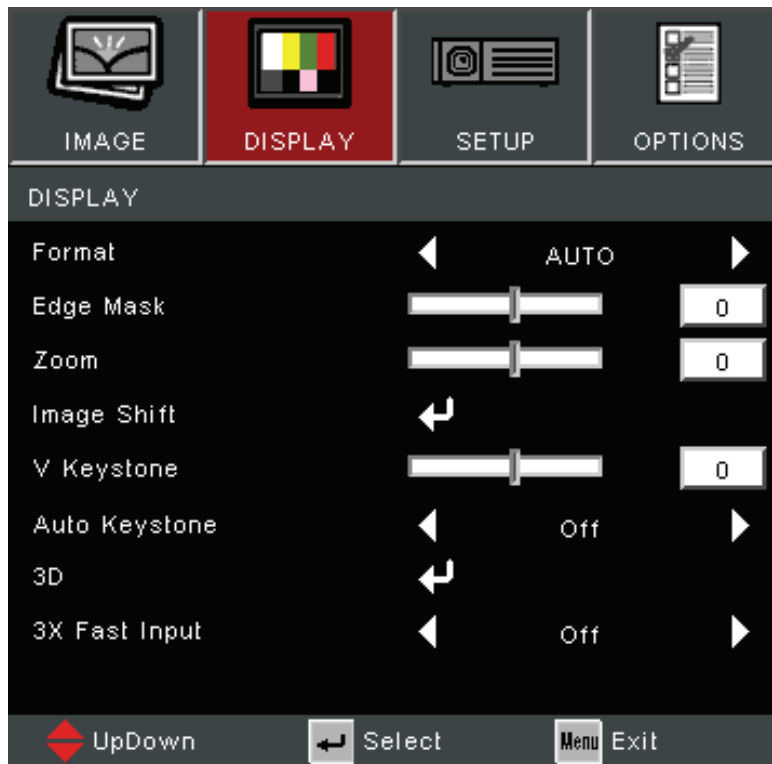 IMAGE DISPLAY SETUP OPTIONS
DISPLAY
Format AUTO
Edge Mask 0
Zoom 0
Image Shift
V Keystone 0
Auto Keystone Off
3D
3X Fast Input Off
UpDown Select Menu Exit